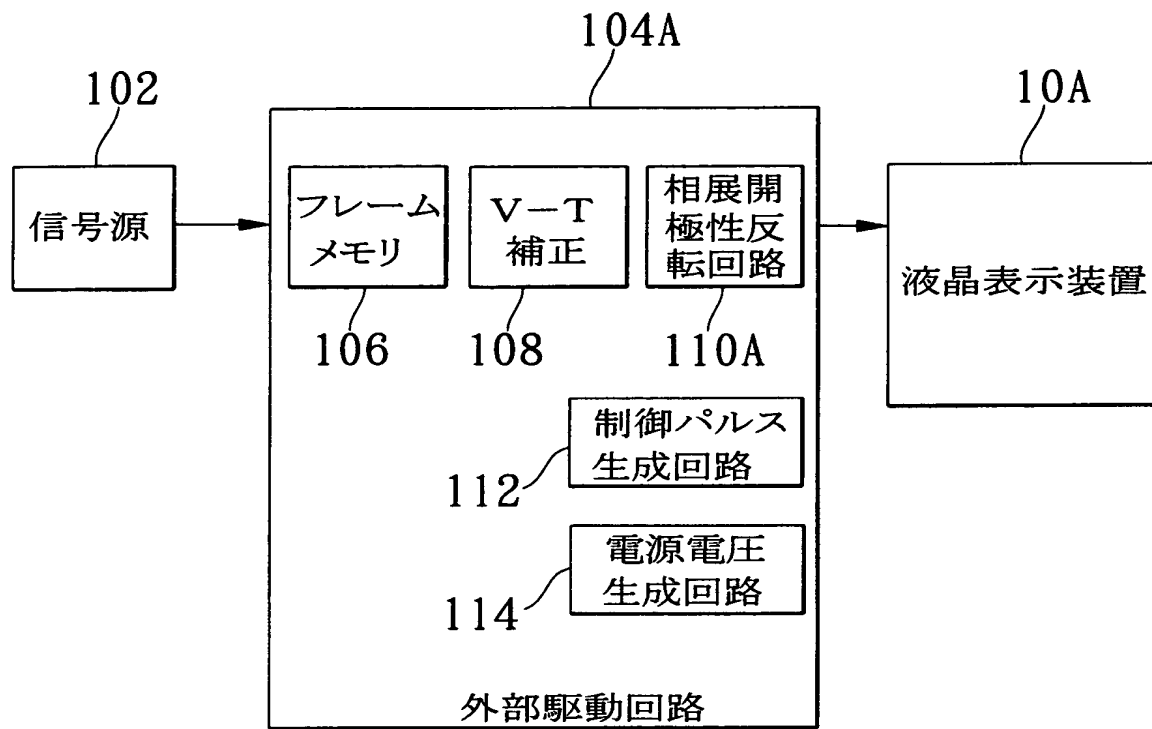 104A
102
10A
信号源
フレーム
メモリ
V-T
補正
相展開
極性反
転回路
液晶表示装置
106
108
110A
制御パルス
生成回路
112
電源電圧
生成回路
114
外部駆動回路